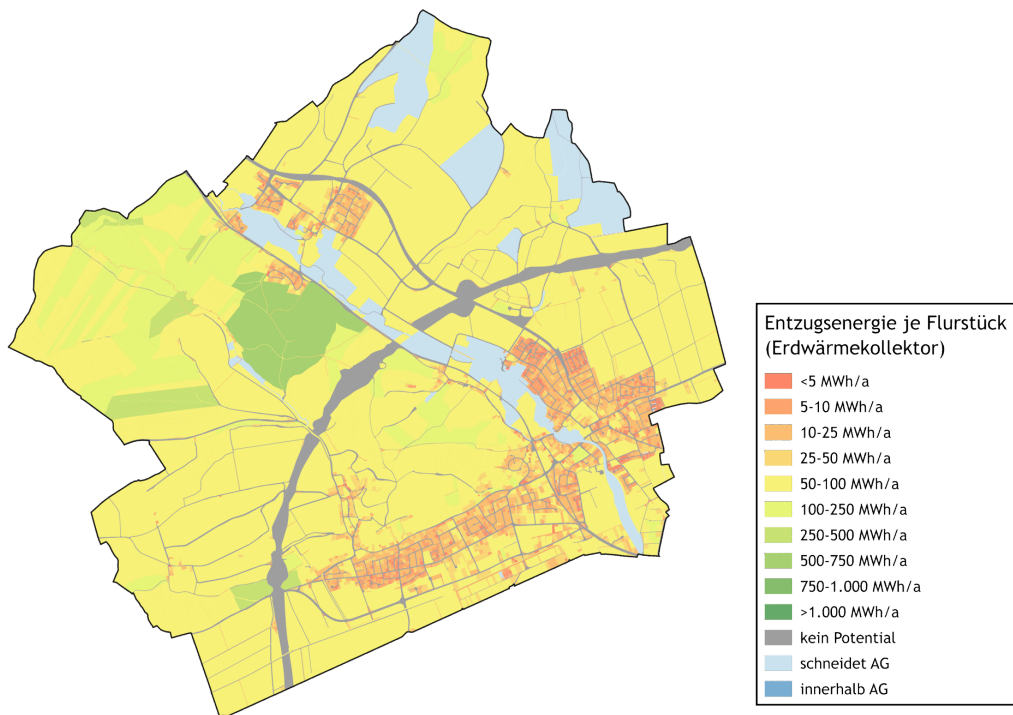 Entzugsenergie je Flurstück
(Erdwärmekollektor)
<5 MWh/a
5-10 MWh/a
10-25 MWh/a
25-50 MWh/a
50-100 MWh/a
100-250 MWh/a
250-500 MWh/a
500-750 MWh/a
750-1.000 MWh/a
>1.000 MWh/a
kein Potential
schneidet AG
innerhalb AG